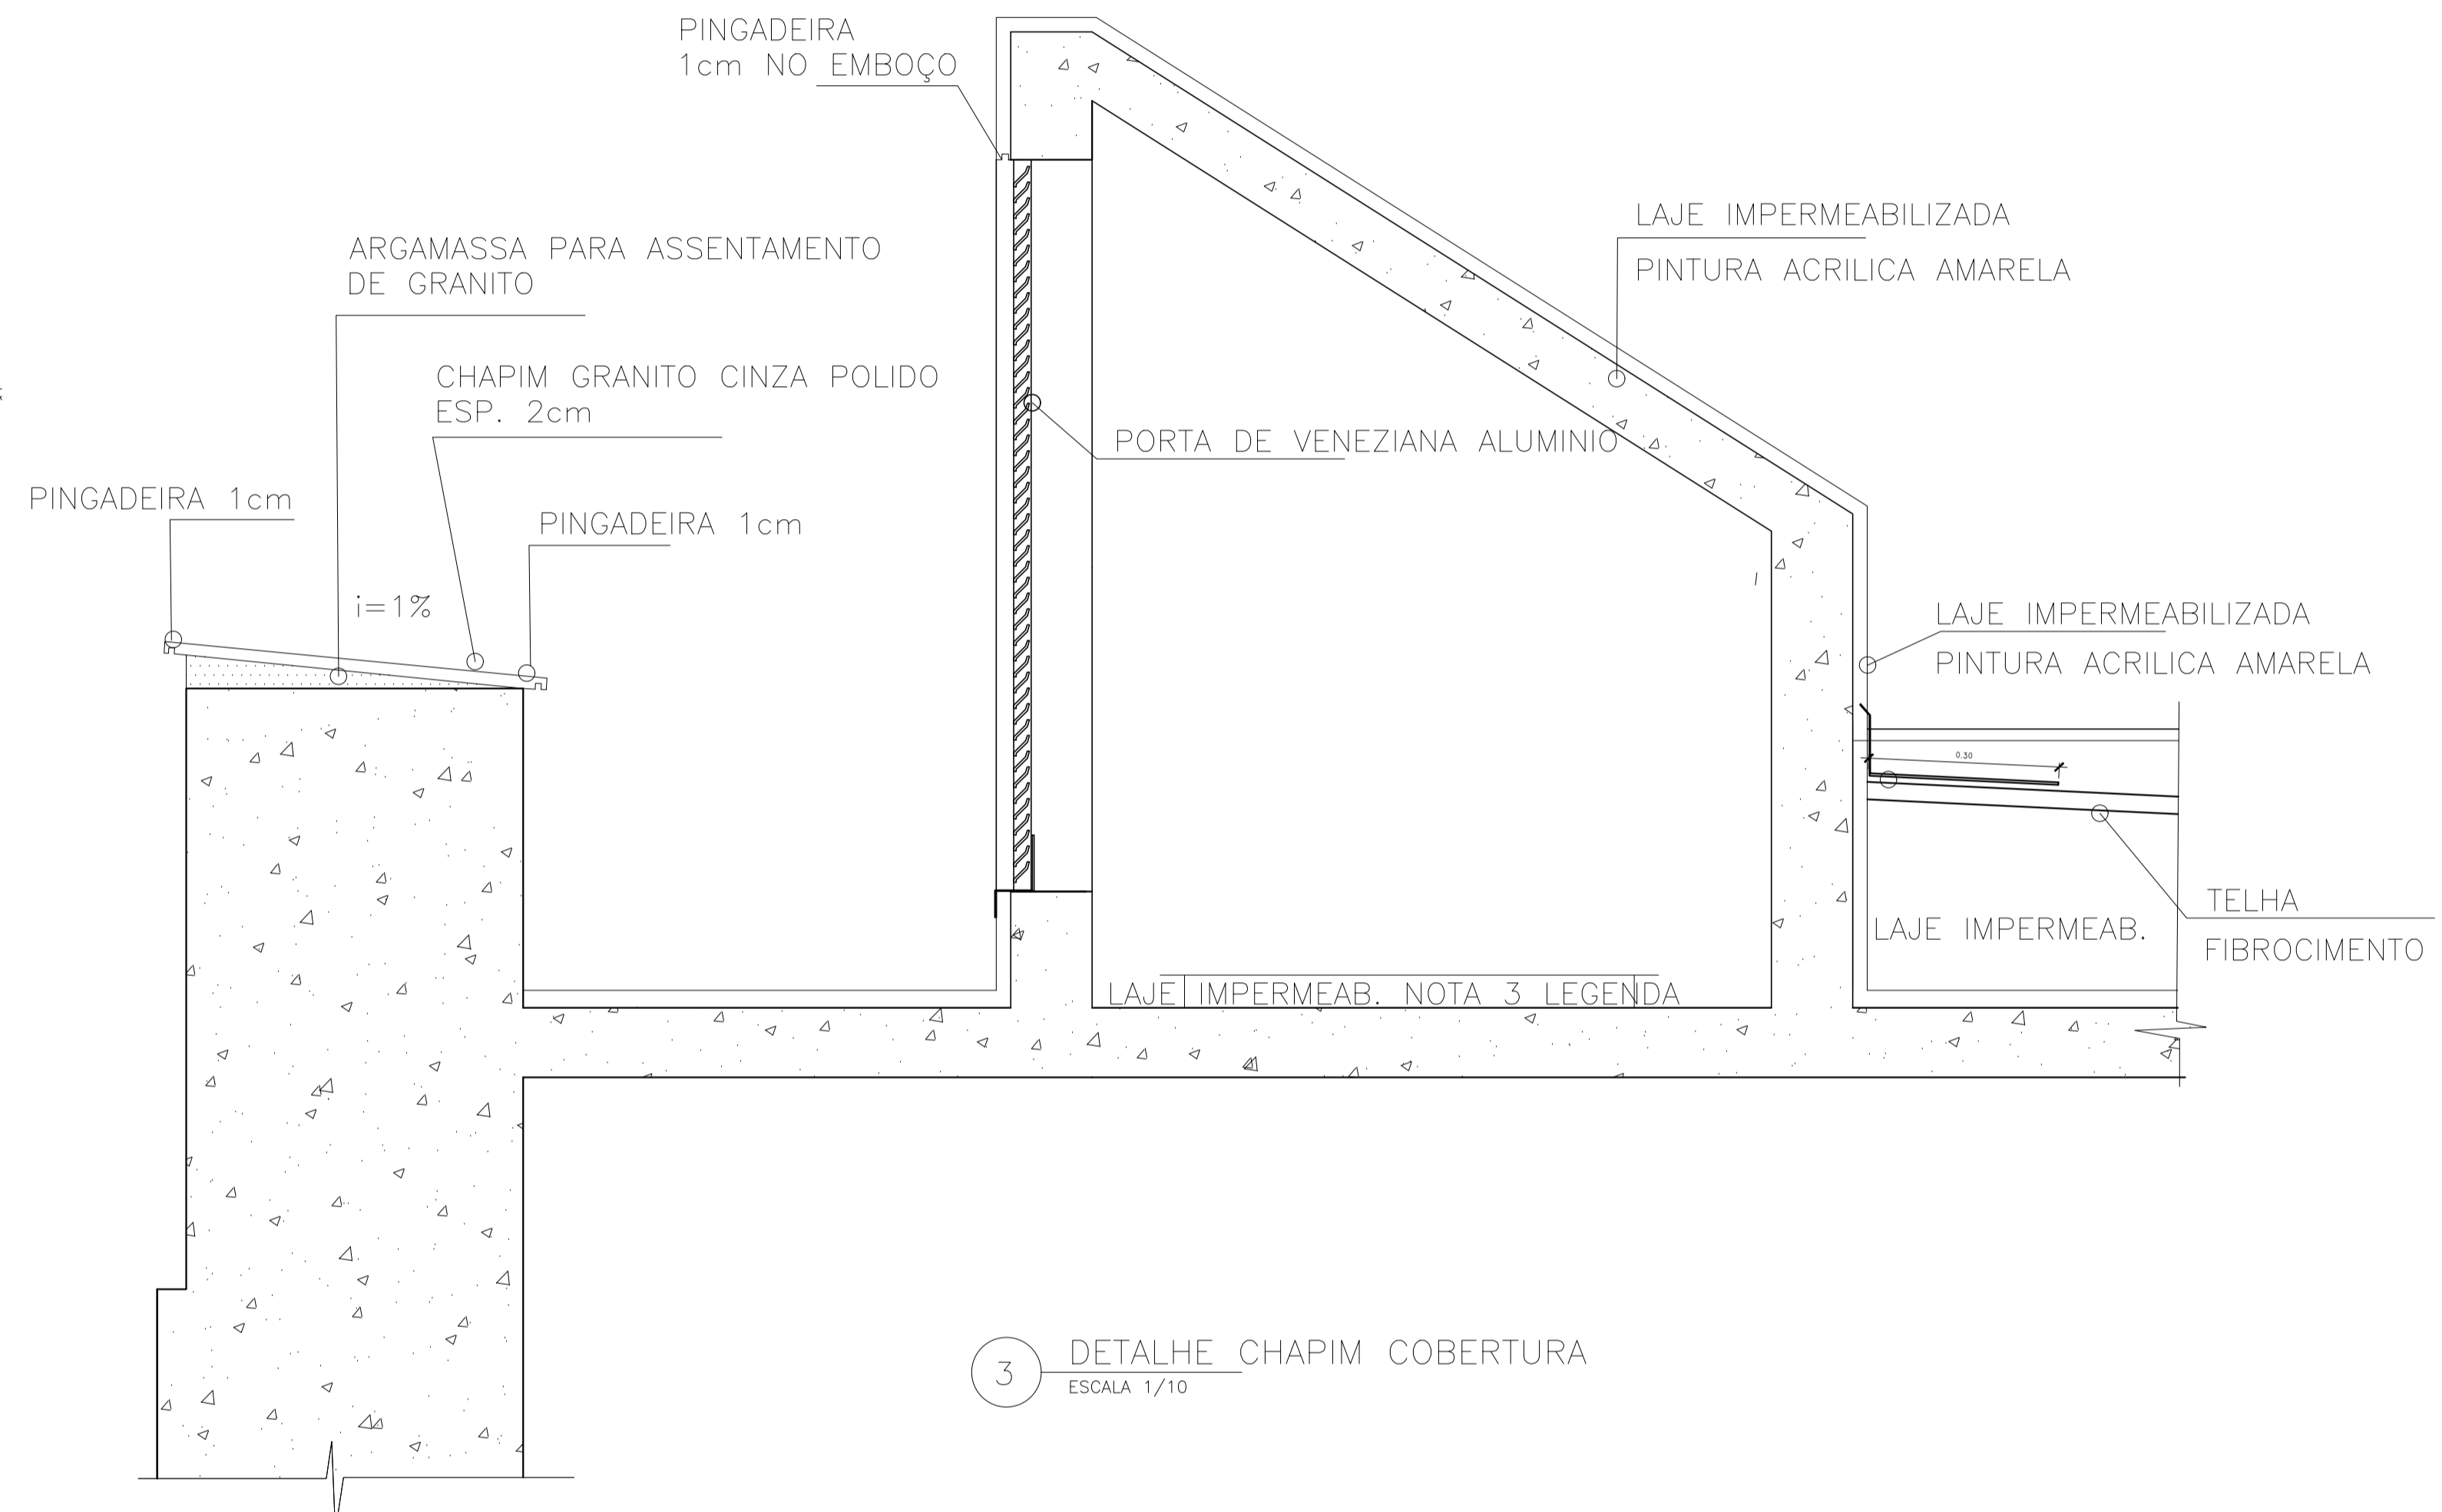 PINGADEIRA
1cm NO EMBOÇO
ARGAMASSA PARA ASSENTAMENTO
DE GRANITO
LAJE IMPERMEABILIZADA
PINTURA ACRILICA AMARELA
CHAPIM GRANITO CINZA POLIDO
ESP. 2cm
PORTA DE VENEZIANA ALUMINIO
PINGADEIRA 1cm
PINGADEIRA 1cm
i=1%
LAJE IMPERMEABILIZADA
PINTURA ACRILICA AMARELA
0.30
TELHA
FIBROCIMENTO
LAJE IMPERMEAB.
LAJE IMPERMEAB. NOTA 3 LEGENDA
3
DETALHE CHAPIM COBERTURA
ESCALA 1/10